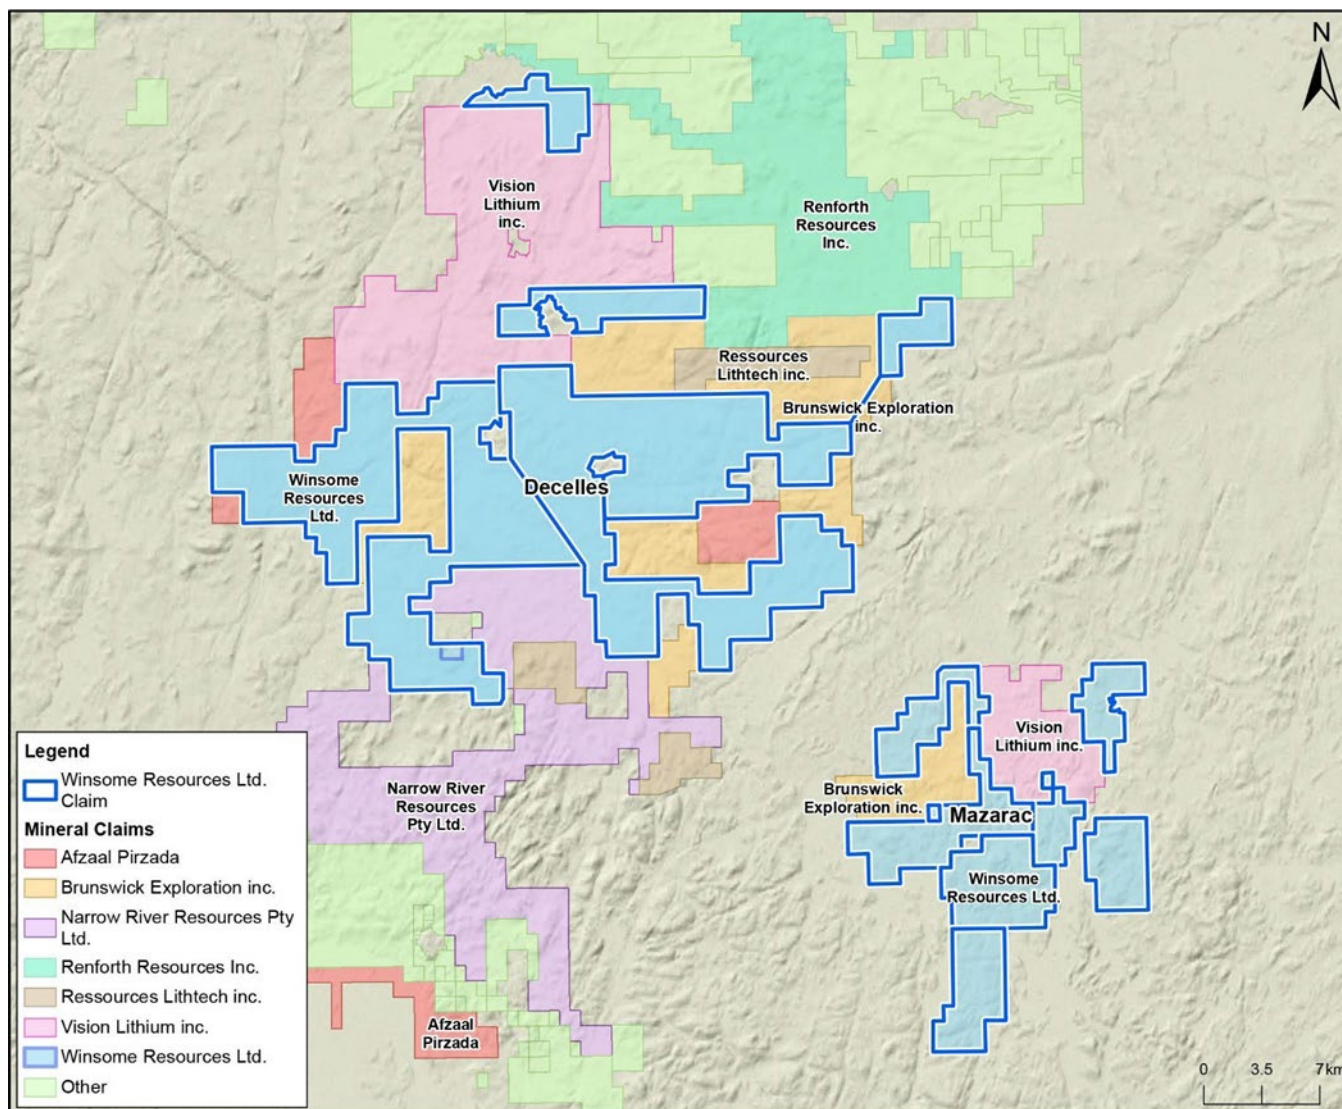 N
Vision
Lithium
inc.
Renforth
Resources
Inc.
Ressources
Lithtech inc.
Brunswick Exploration
inc.
Winsome
Resources
Ltd.
Decelles
Narrow River
Resources
Pty Ltd.
Vision
Lithium inc.
Brunswick
Exploration inc.
Mazarac
Winsome
Resources Ltd.
Afzaal
Pirzada
Legend
Winsome Resources Ltd.
Claim
Mineral Claims
Afzaal Pirzada
Brunswick Exploration inc.
Narrow River Resources Pty
Ltd.
Renforth Resources Inc.
Ressources Lithtech inc.
Vision Lithium inc.
Winsome Resources Ltd.
Other
0 3.5 7 km